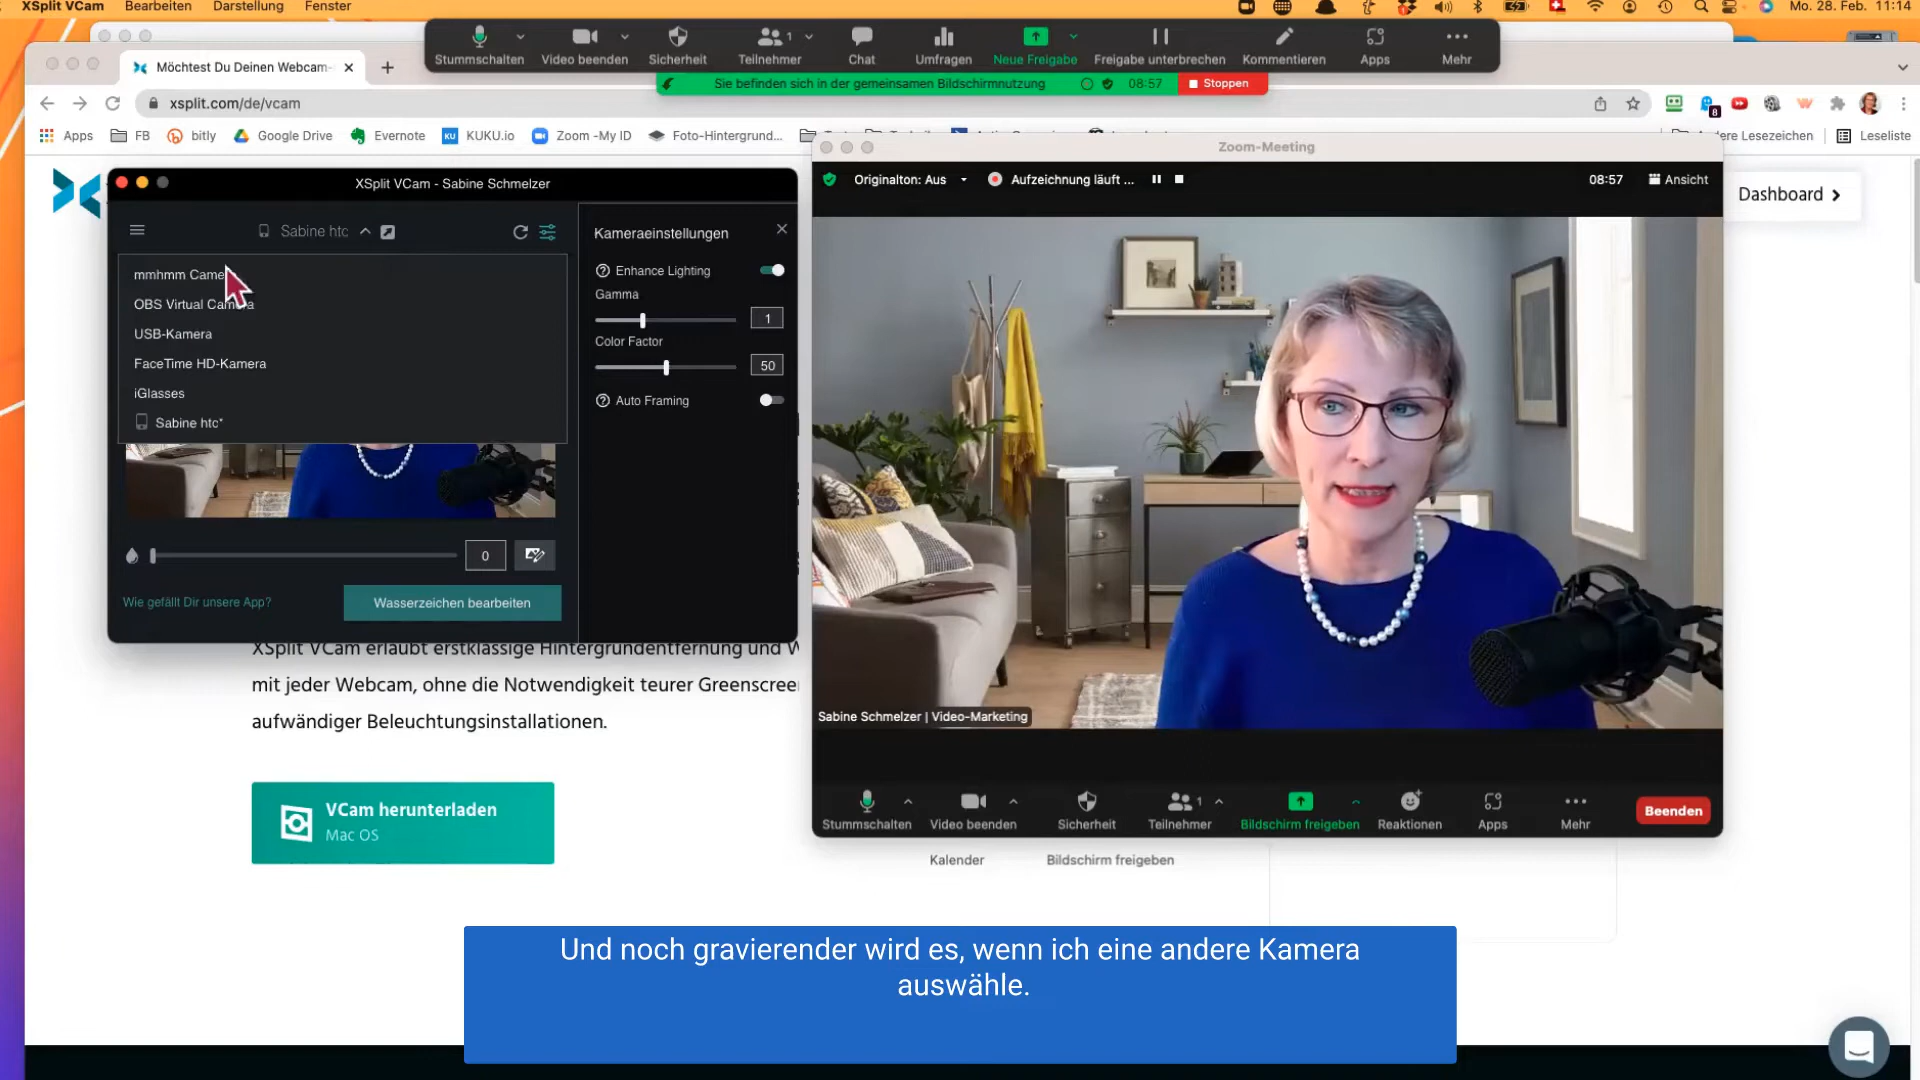 XSplit VCam Bearbeiten Darstellung Fenster
Mo. 28. Feb. 11:14
Stummschalten Video beenden Sicherheit Teilnehmer 1 Chat Umfragen Neue Freigabe Freigabe unterbrechen Kommentieren Apps Mehr
Möchtest Du Deinen Webcam-
Sie befinden sich in der gemeinsamen Bildschirmnutzung 08:57 Stoppen
xsplit.com/de/vcam
8
Apps FB bitly Google Drive Evernote KU KUKU.io Zoom -My ID Foto-Hintergrund...
Lesezeichen Leseliste
Zoom-Meeting
Originalton: Aus Aufzeichnung läuft ... 08:57 Ansicht
Dashboard
XSplit VCam - Sabine Schmelzer
Sabine htc
Kameraeinstellungen
Enhance Lighting
Gamma
1
Color Factor
50
Auto Framing
mmhmm Came
OBS Virtual Camera
USB-Kamera
FaceTime HD-Kamera
iGlasses
Sabine htc*
0
Wie gefällt Dir unsere App?
Wasserzeichen bearbeiten
XSplit VCam erlaubt erstklassige Hintergrundentfernung und
mit jeder Webcam, ohne die Notwendigkeit teurer Greenscree
aufwändiger Beleuchtungsinstallationen.
VCam herunterladen
Mac OS
Sabine Schmelzer | Video-Marketing
Stummschalten Video beenden Sicherheit Teilnehmer 1 Bildschirm freigeben Reaktionen Apps Mehr Beenden
Kalender Bildschirm freigeben
Und noch gravierender wird es, wenn ich eine andere Kamera
auswähle.